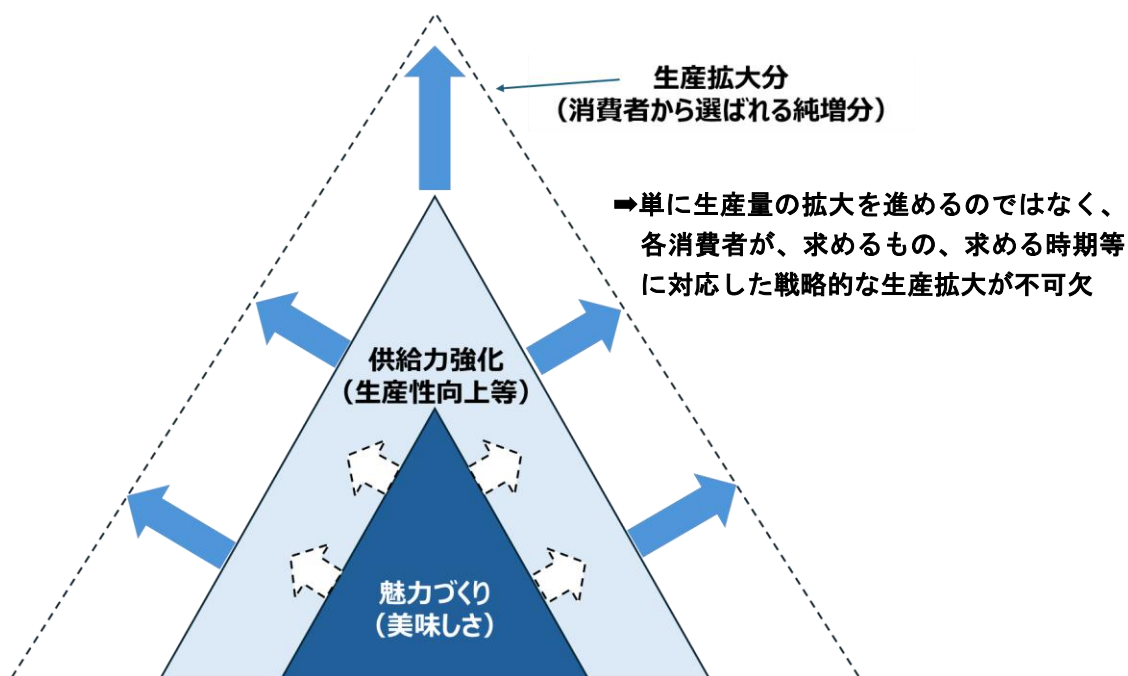 生産拡大分
（消費者から選ばれる純増分）
➡単に生産量の拡大を進めるのではなく、
各消費者が、求めるもの、求める時期等
に対応した戦略的な生産拡大が不可欠
供給力強化
（生産性向上等）
魅力づくり
（美味しさ）